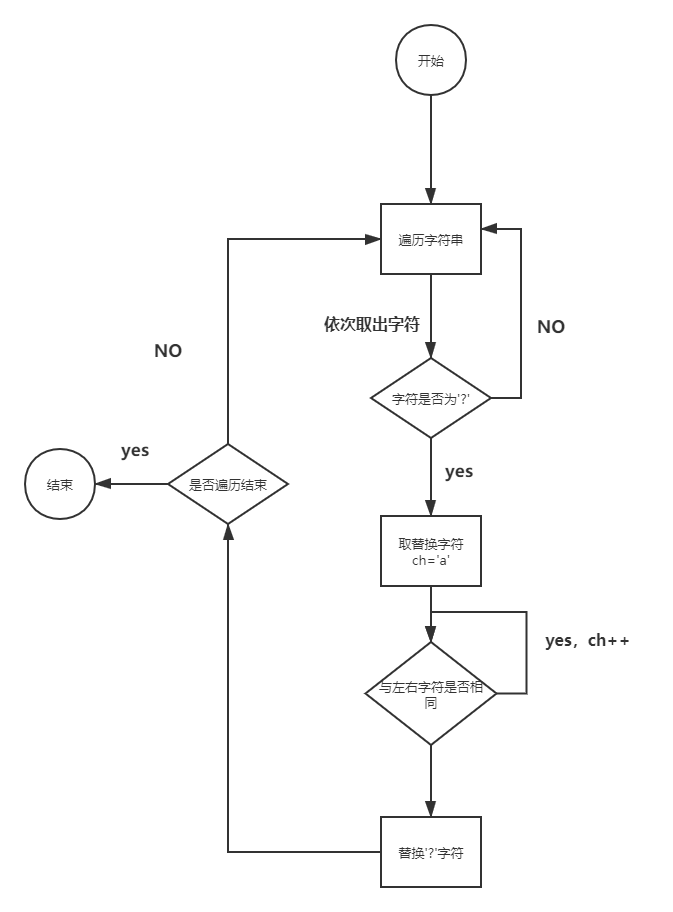 开始
遍历字符串
依次取出字符
NO
字符是否为'?'
NO
yes
yes
结束
是否遍历结束
取替换字符
ch='a'
yes，ch++
与左右字符是否相
同
替换'?'字符